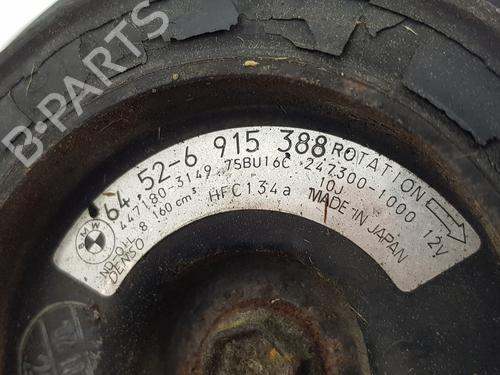 64 52-6 915 388 ROTATION
447180-3149 7SBU16C 247300-1000 12V
ND-OIL 8 160 cm³ HFC134a 10J
DENSO MADE IN JAPAN
BMW
B-PARTS